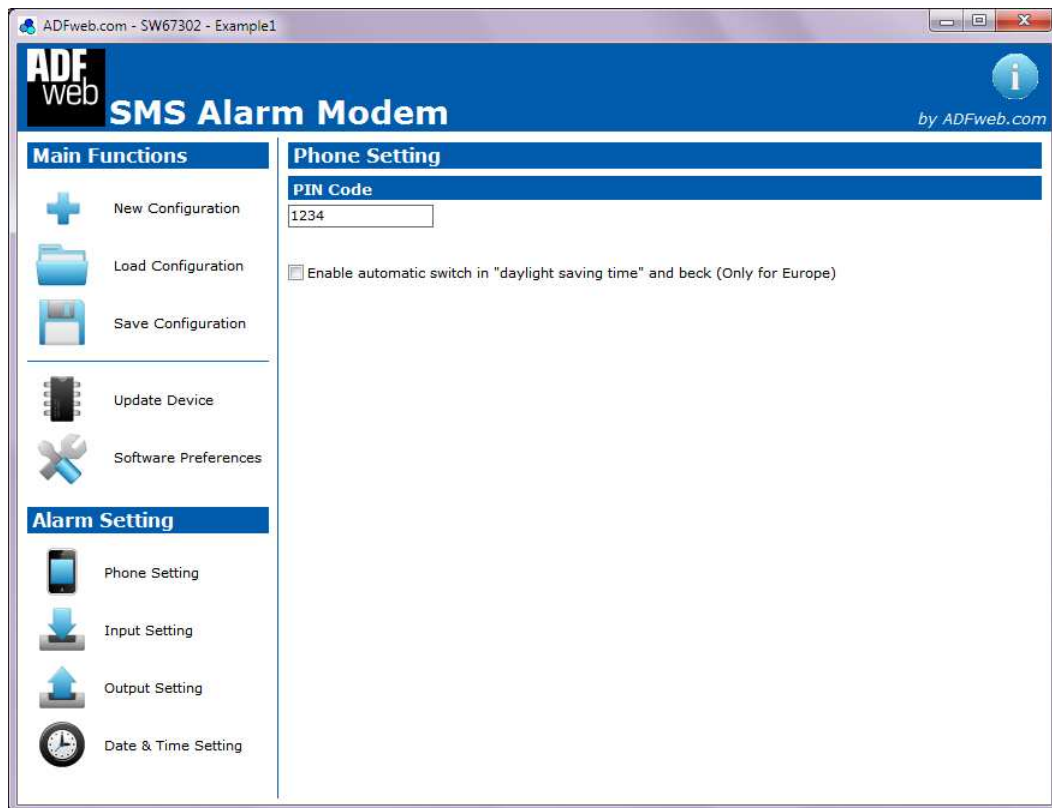 ADFweb.com - SW67302 - Example1
ADF
web
SMS Alarm Modem
i
by ADFweb.com
Main Functions
New Configuration
Load Configuration
Save Configuration
Update Device
Software Preferences
Alarm Setting
Phone Setting
Input Setting
Output Setting
Date & Time Setting
Phone Setting
PIN Code
1234
Enable automatic switch in "daylight saving time" and beck (Only for Europe)